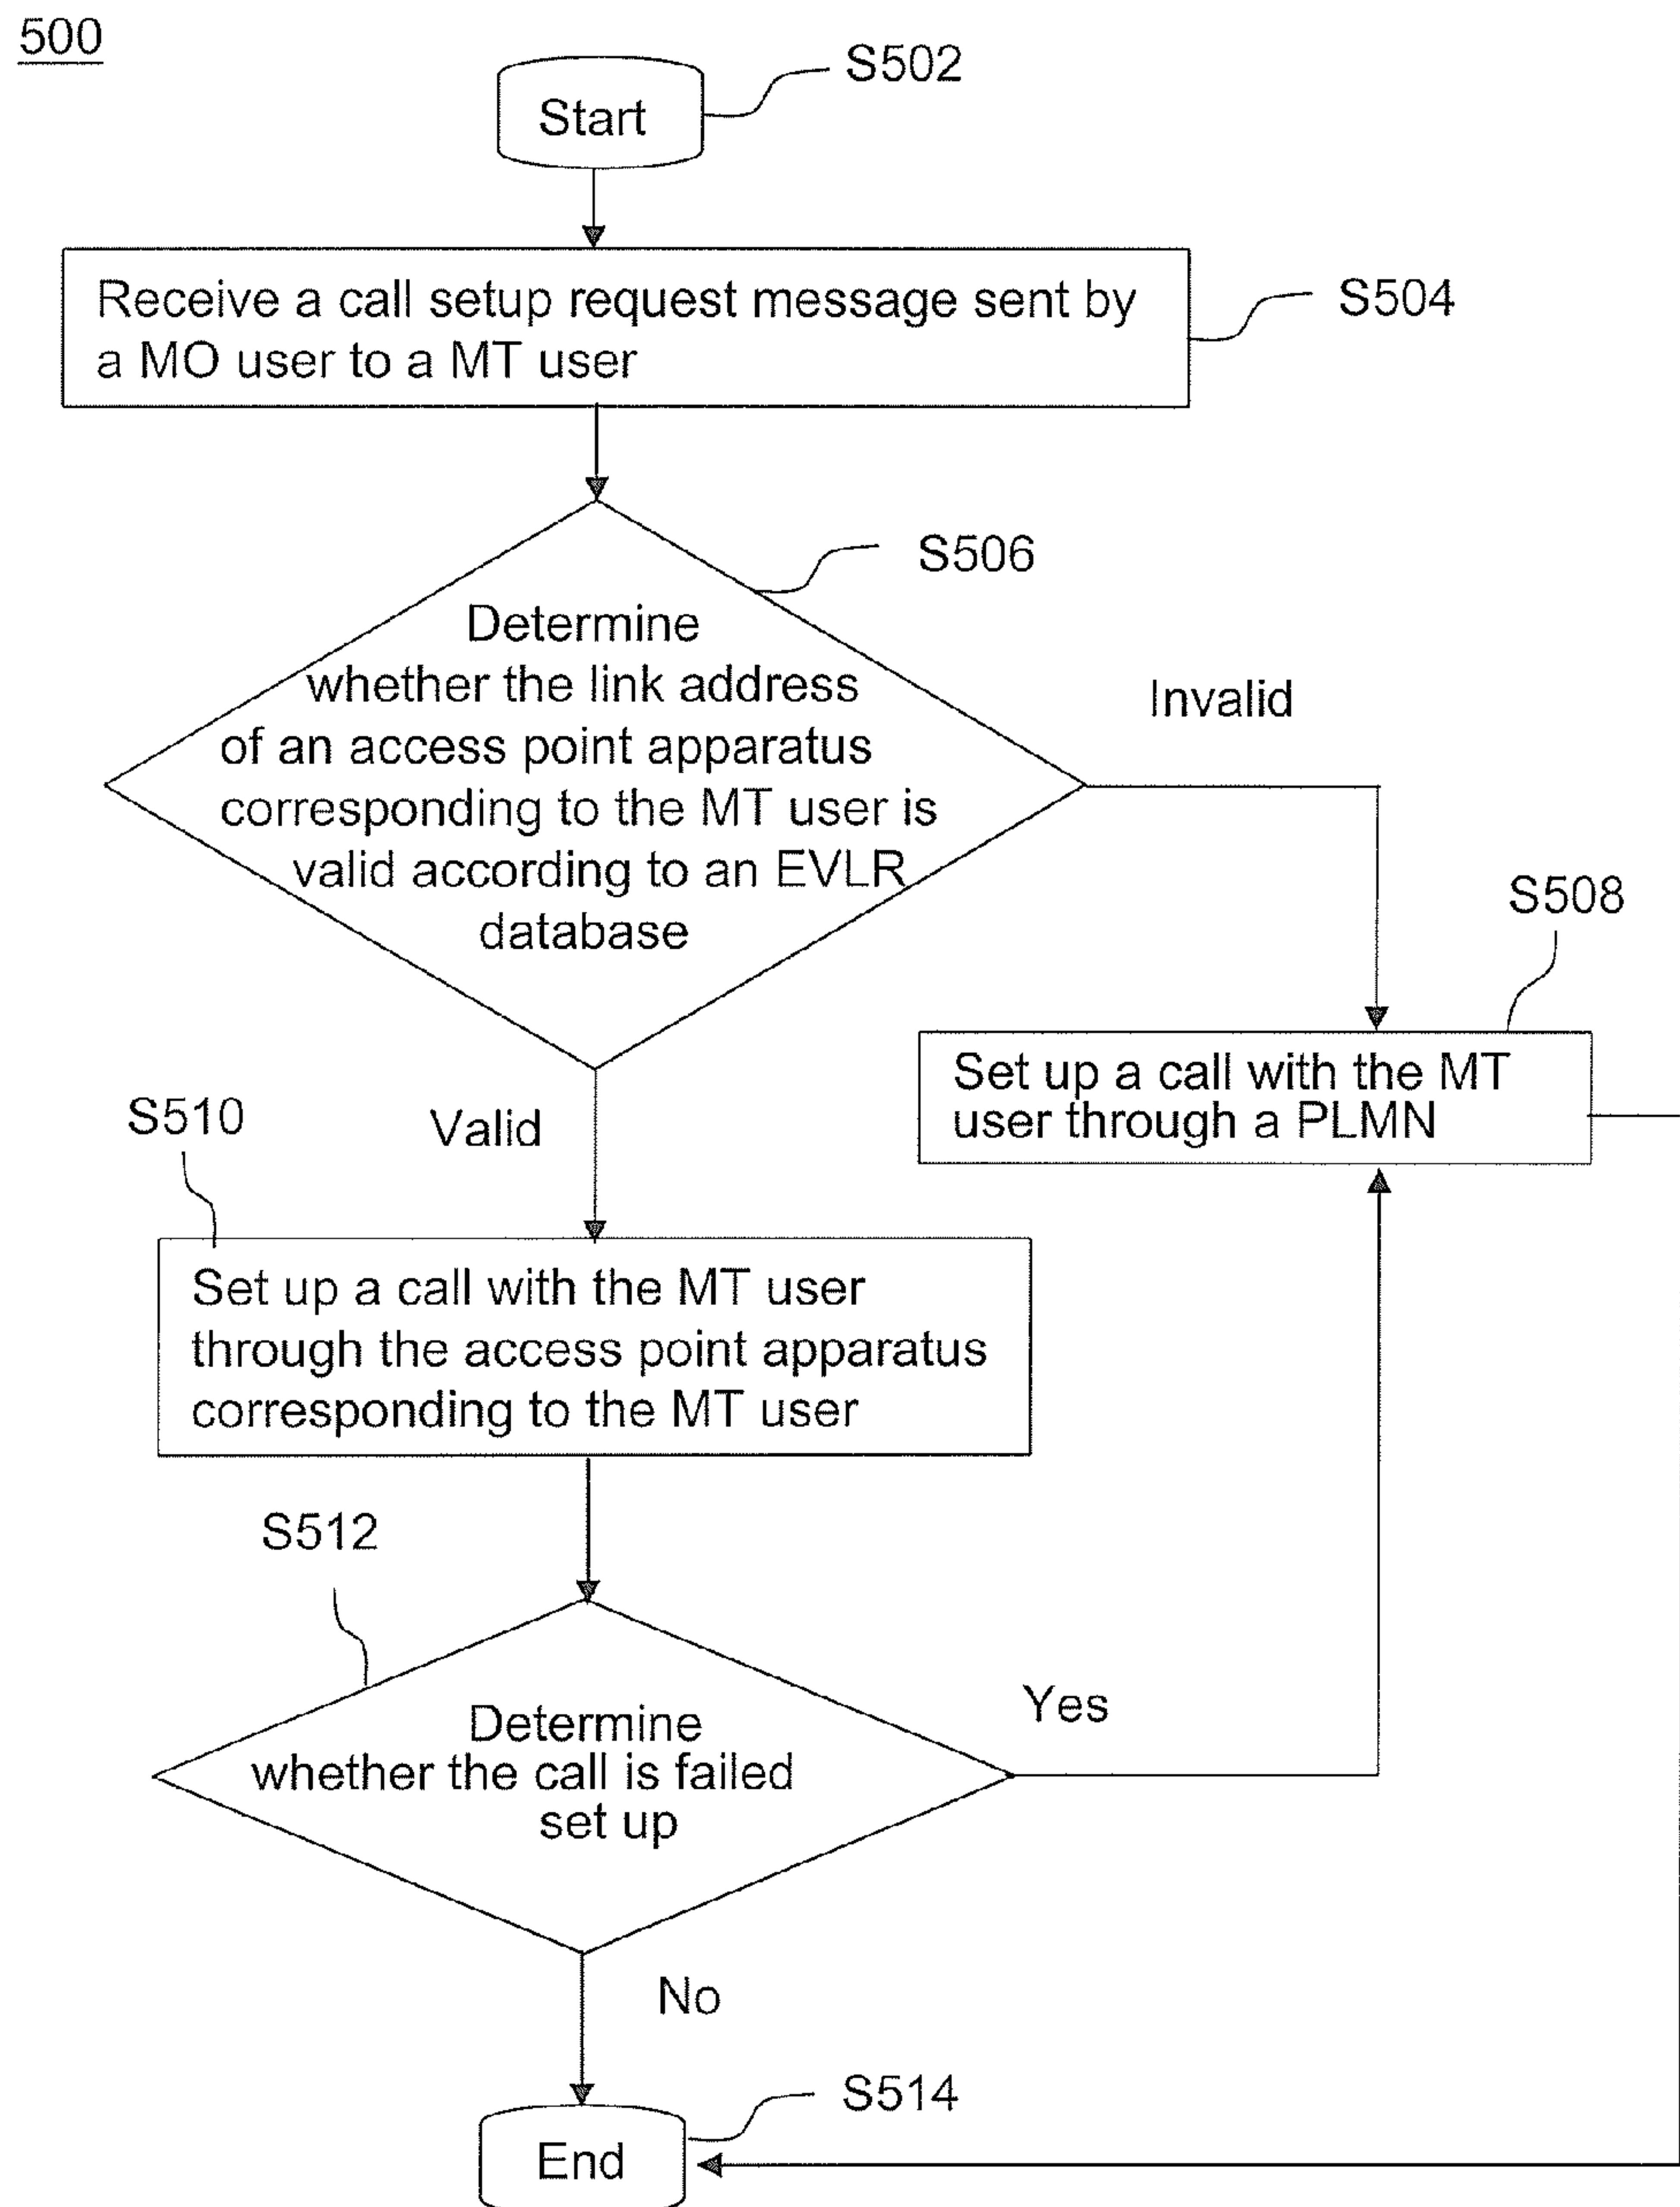 500
S502
Start
Receive a call setup request message sent by
a MO user to a MT user
S504
S506
Determine
whether the link address
of an access point apparatus
corresponding to the MT user is
valid according to an EVLR
database
Invalid
S508
Set up a call with the MT
user through a PLMN
S510
Valid
Set up a call with the MT user
through the access point apparatus
corresponding to the MT user
S512
Determine
whether the call is failed
set up
Yes
No
S514
End